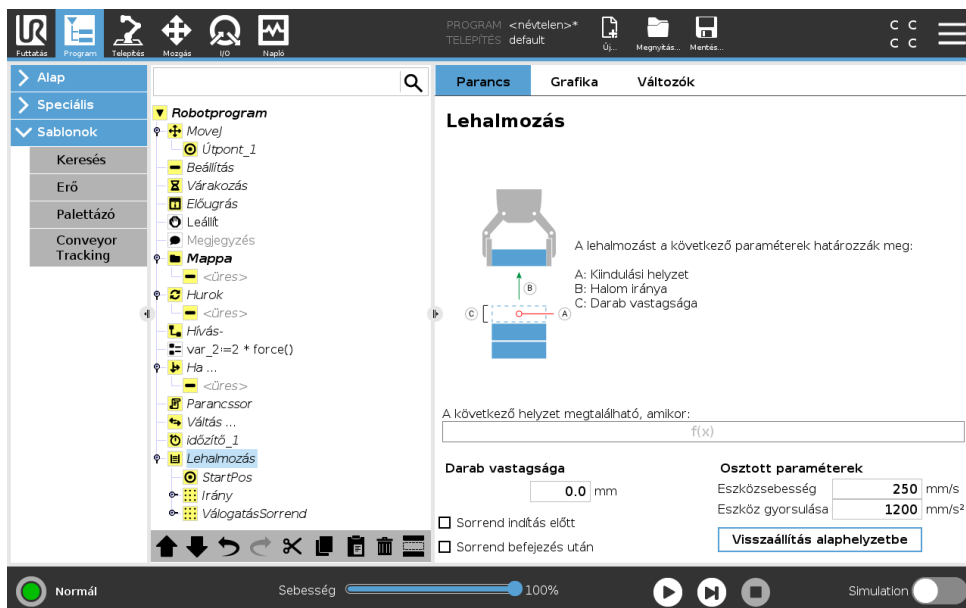 PROGRAM <névtelen>*
TELEPÍTÉS default
Futtatás
Program
Telepítés
Mozgás
I/O
Napló
Új...
Megnyitás...
Mentés...
C C
C C
Alap
Speciális
Sablonok
Keresés
Erő
Palettázó
Conveyor
Tracking
Robotprogram
MoveJ
Útpont_1
Beállítás
Várakozás
Előugrás
Leállít
Megjegyzés
Mappa
<üres>
Hurok
<üres>
Hívás-
var_2:=2 * force()
Ha ...
<üres>
Parancssor
Váltás ...
időzítő_1
Lehalmozás
StartPos
Irány
VálogatásSorrend
Parancs
Grafika
Változók
Lehalmozás
A lehalmozást a következő paraméterek határozzák meg:
A: Kiindulási helyzet
B: Halom iránya
C: Darab vastagsága
B
C
A
A következő helyzet megtalálható, amikor:
f(x)
Darab vastagsága
0.0 mm
Sorrend indítás előtt
Sorrend befejezés után
Osztott paraméterek
Eszközsebesség 250 mm/s
Eszköz gyorsulása 1200 mm/s²
Visszaállítás alaphelyzetbe
Normál
Sebesség
100%
Simulation